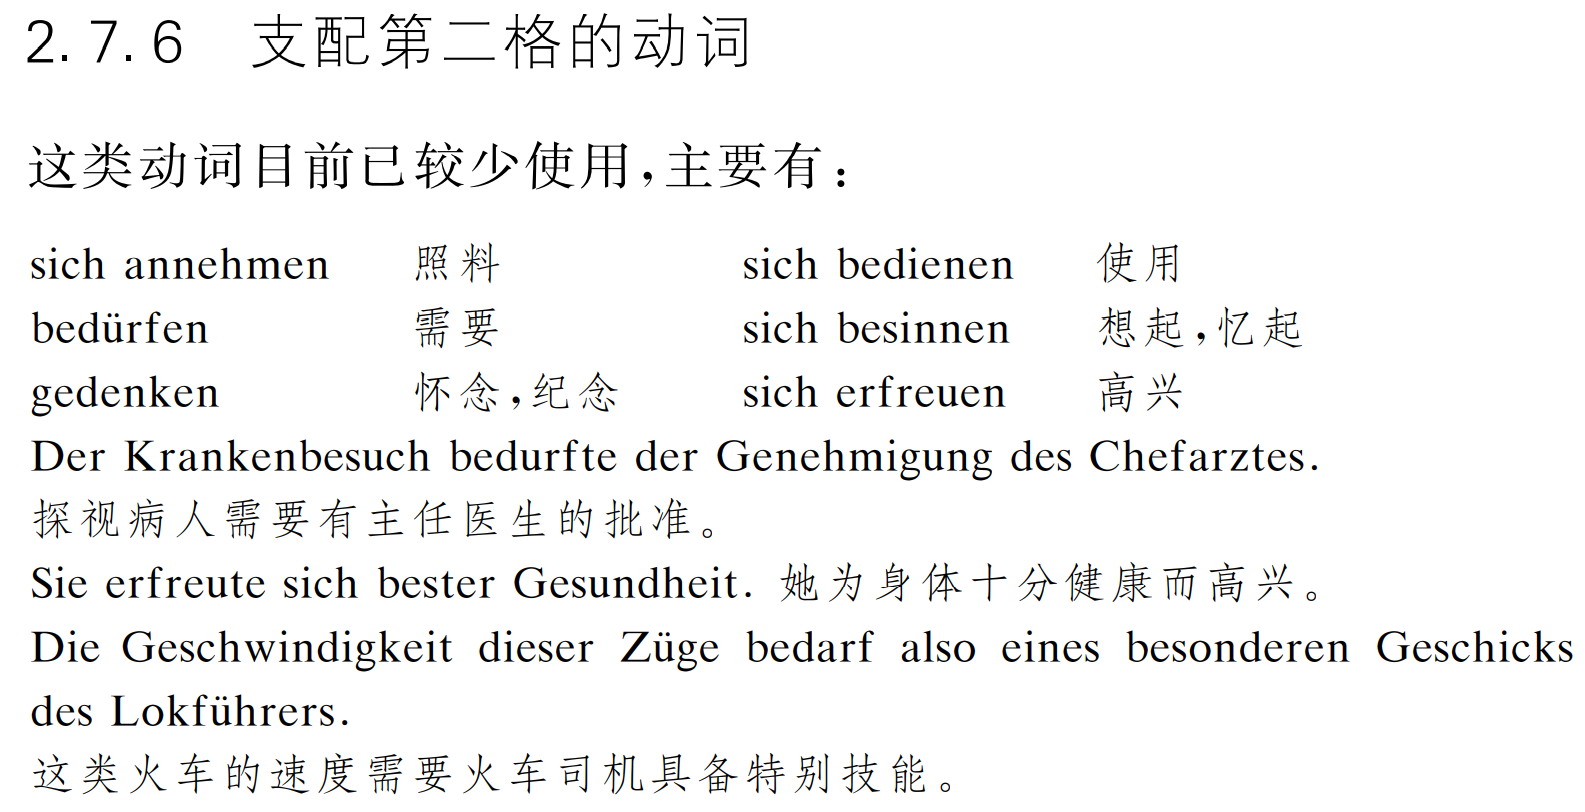 2.7.6 支配第二格的动词
这类动词目前已较少使用,主要有:
sich annehmen 照料 sich bedienen 使用
bedürfen 需要 sich besinnen 想起,忆起
gedenken 怀念,纪念 sich erfreuen 高兴
Der Krankenbesuch bedurfte der Genehmigung des Chefarztes.
探视病人需要有主任医生的批准。
Sie erfreute sich bester Gesundheit. 她为身体十分健康而高兴。
Die Geschwindigkeit dieser Züge bedarf also eines besonderen Geschicks
des Lokführers.
这类火车的速度需要火车司机具备特别技能。